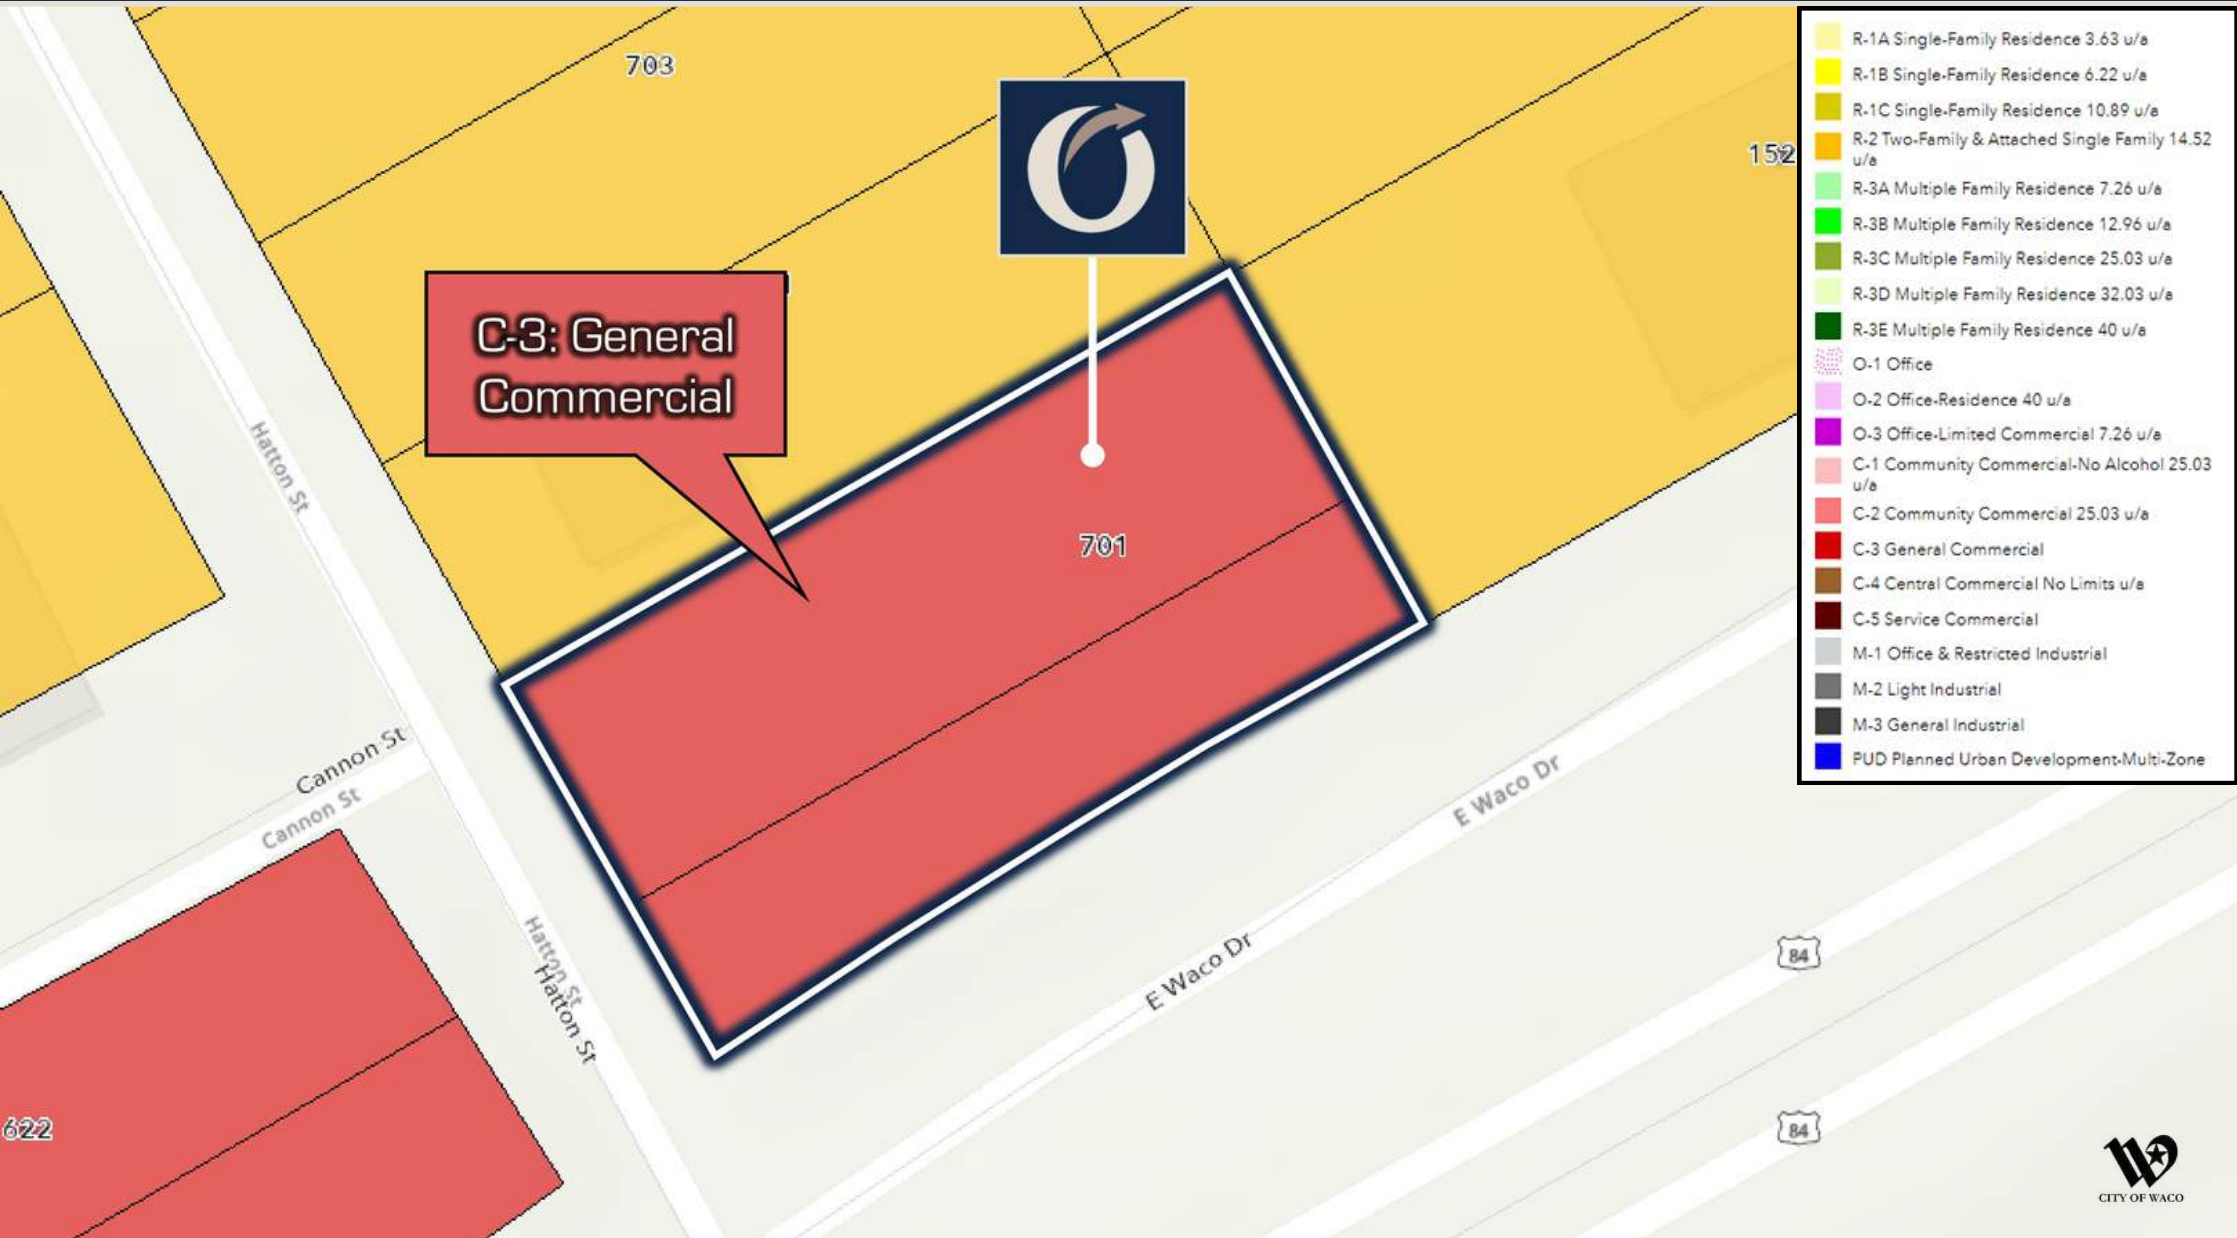 703
152
C-3: General
Commercial
701
Hatton St
Cannon St
Cannon St
Hatton St
Hatton St
E Waco Dr
E Waco Dr
84
84
622
R-1A Single-Family Residence 3.63 u/a
R-1B Single-Family Residence 6.22 u/a
R-1C Single-Family Residence 10.89 u/a
R-2 Two-Family & Attached Single Family 14.52
u/a
R-3A Multiple Family Residence 7.26 u/a
R-3B Multiple Family Residence 12.96 u/a
R-3C Multiple Family Residence 25.03 u/a
R-3D Multiple Family Residence 32.03 u/a
R-3E Multiple Family Residence 40 u/a
O-1 Office
O-2 Office-Residence 40 u/a
O-3 Office-Limited Commercial 7.26 u/a
C-1 Community Commercial-No Alcohol 25.03
u/a
C-2 Community Commercial 25.03 u/a
C-3 General Commercial
C-4 Central Commercial No Limits u/a
C-5 Service Commercial
M-1 Office & Restricted Industrial
M-2 Light Industrial
M-3 General Industrial
PUD Planned Urban Development-Multi-Zone
CITY OF WACO